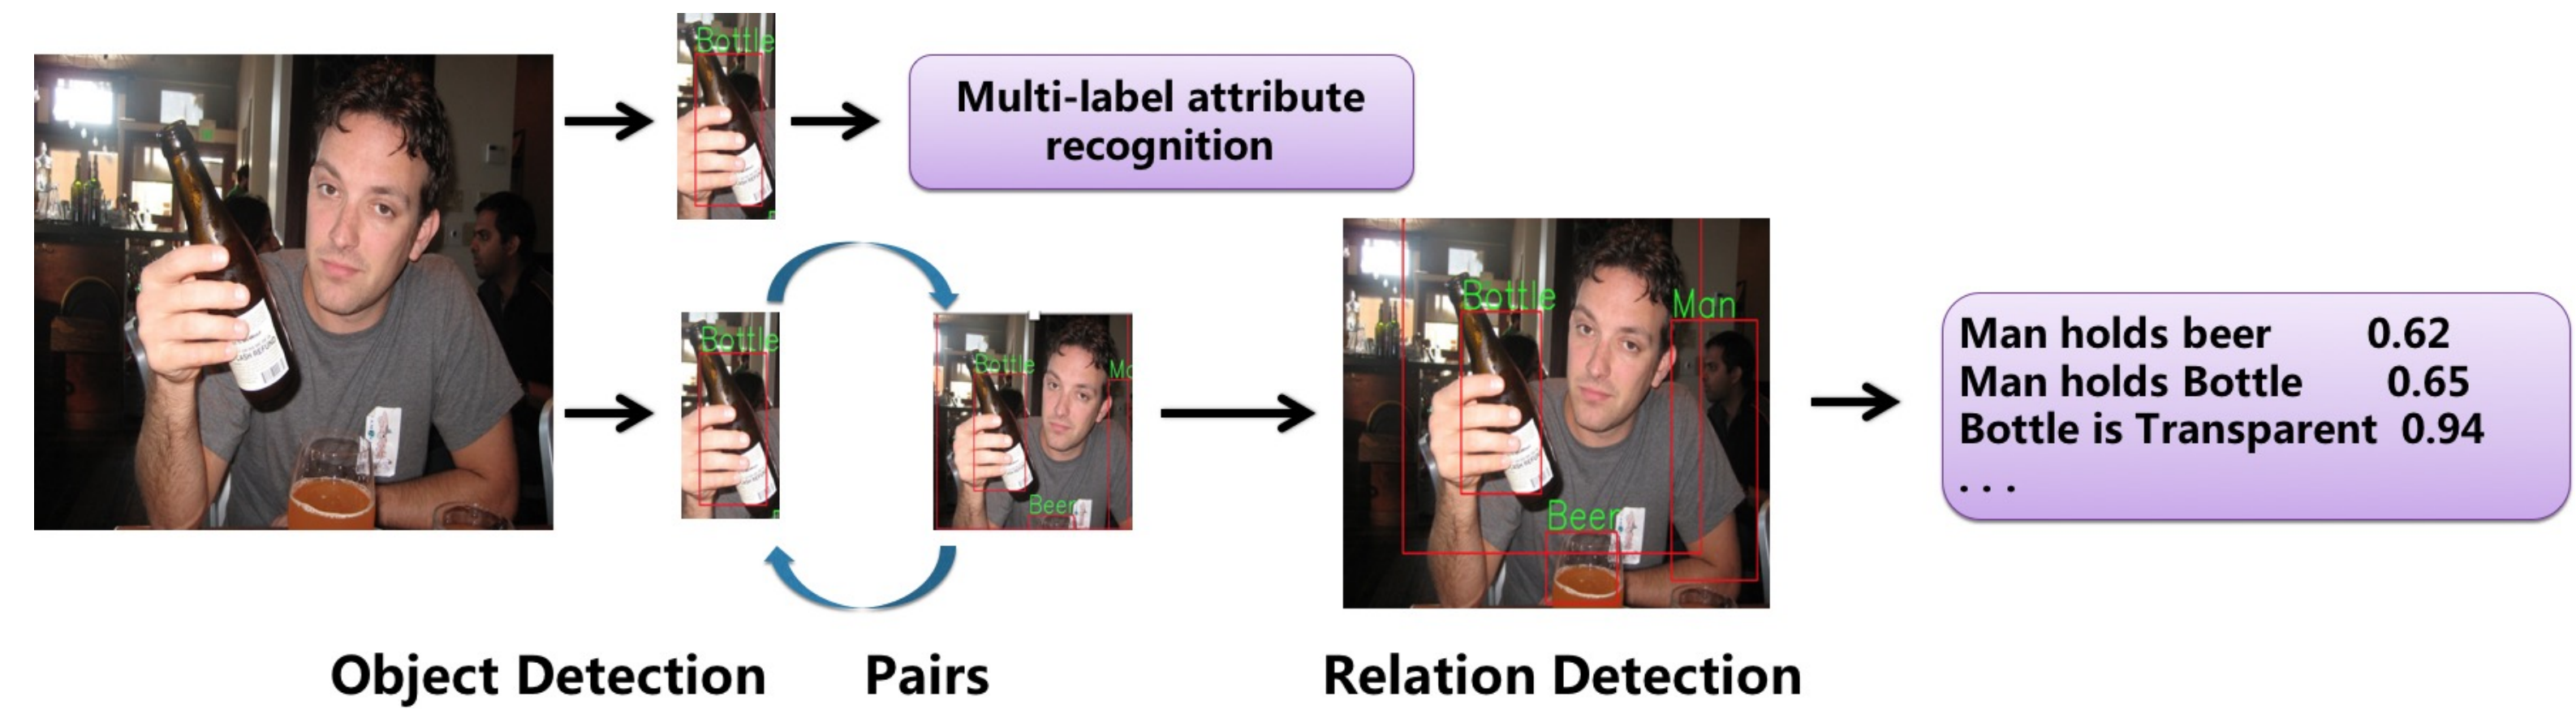 Bottle
Multi-label attribute
recognition
Bottle
Bottle
Beer
Bottle
Man
Beer
Man holds beer 0.62
Man holds Bottle 0.65
Bottle is Transparent 0.94
. . .
Object Detection
Pairs
Relation Detection